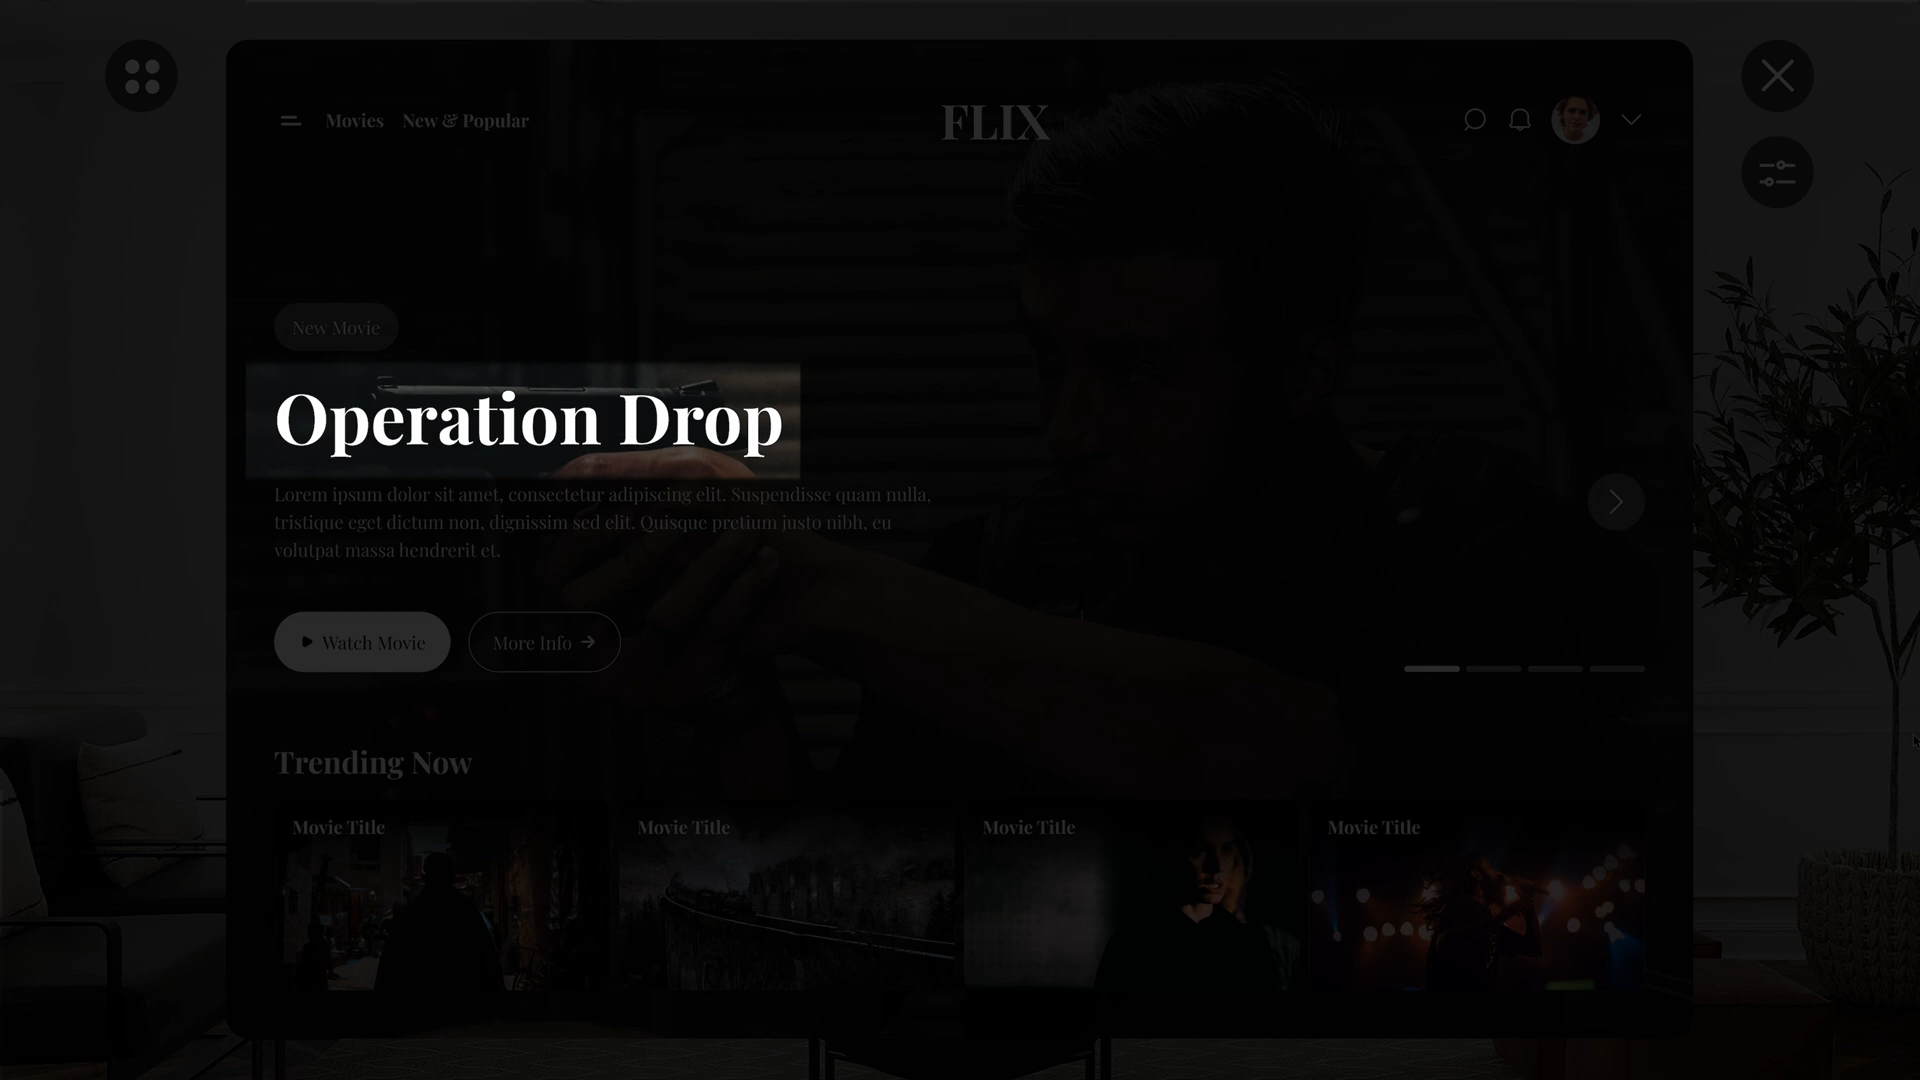 Movies New & Popular
FLIX
New Movie
Operation Drop
Lorem ipsum dolor sit amet, consectetur adipiscing elit. Suspendisse quam nulla,
tristique eget dictum non, dignissim sed elit. Quisque pretium justo nibh, eu
volutpat massa hendrerit et.
Watch Movie
More Info
Trending Now
Movie Title
Movie Title
Movie Title
Movie Title